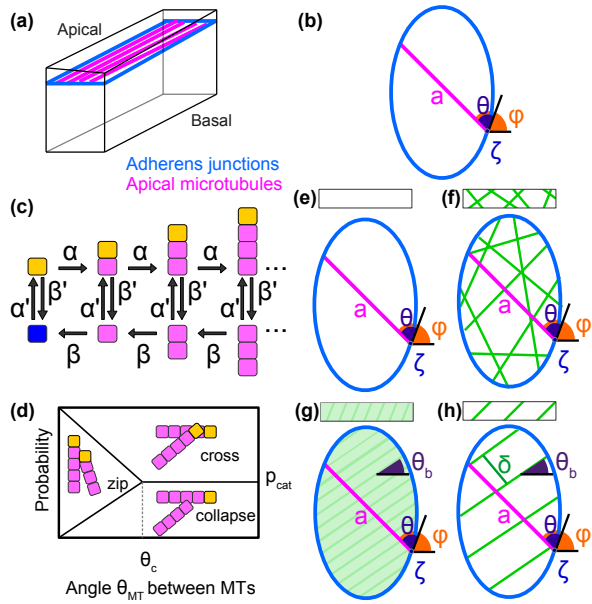 (a)
Apical
Basal
Adherens junctions
Apical microtubules
(b)
a
θ
φ
ζ
(c)
α α α
...
α' β' α' β' α' β' α' β'
β β β
...
(d)
Probability
zip
cross
collapse
p_cat
θ_c
Angle θ_MT between MTs
(e)
a
θ
φ
ζ
(f)
a
θ
φ
ζ
(g)
θ_b
a
θ
φ
ζ
(h)
δ
θ_b
a
θ
φ
ζ